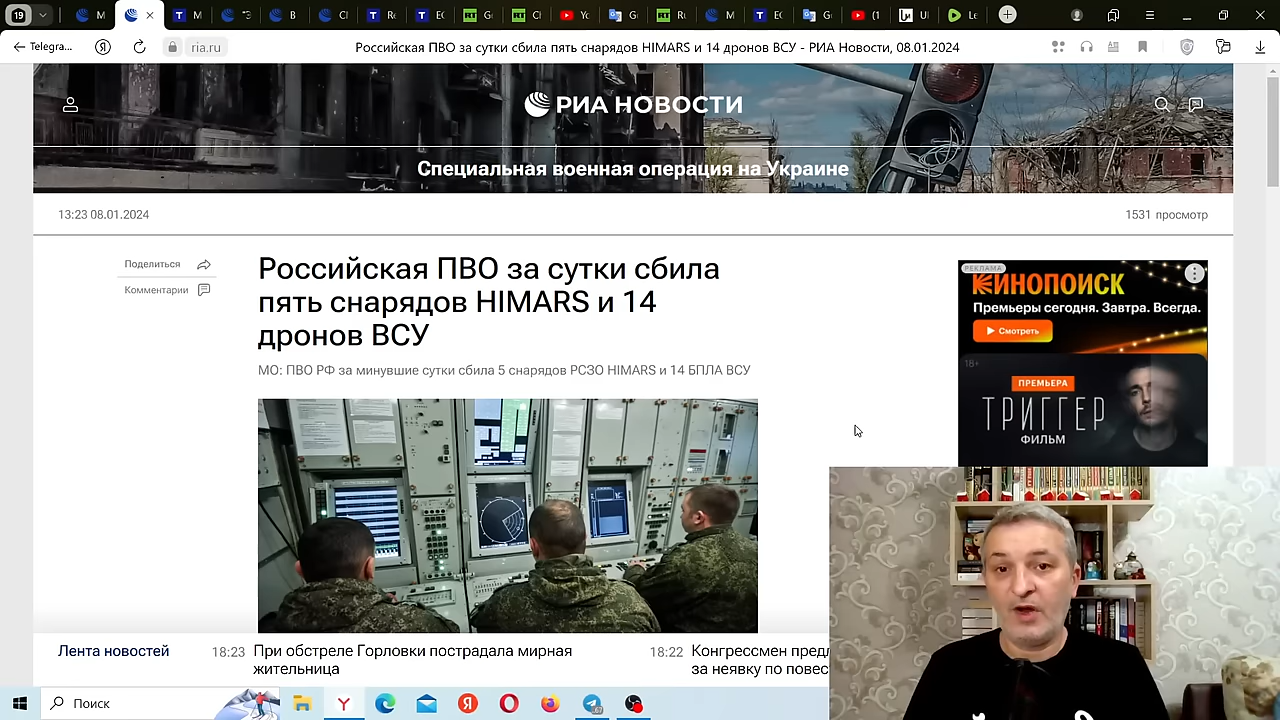 19
Telegra...
ria.ru
Российская ПВО за сутки сбила пять снарядов HIMARS и 14 дронов ВСУ - РИА Новости, 08.01.2024
РИА НОВОСТИ
Специальная военная операция на Украине
13:23 08.01.2024
1531 просмотр
Поделиться
Комментарии
Российская ПВО за сутки сбила
пять снарядов HIMARS и 14
дронов ВСУ
МО: ПВО РФ за минувшие сутки сбила 5 снарядов РСЗО HIMARS и 14 БПЛА ВСУ
РЕКЛАМА
КИНОПОИСК
Премьеры сегодня. Завтра. Всегда.
Смотреть
18+
ПРЕМЬЕРА
ТРИГГЕР
ФИЛЬМ
Лента новостей
18:23
При обстреле Горловки пострадала мирная
жительница
18:22
Конгрессмен предл
за неявку по повес
Поиск